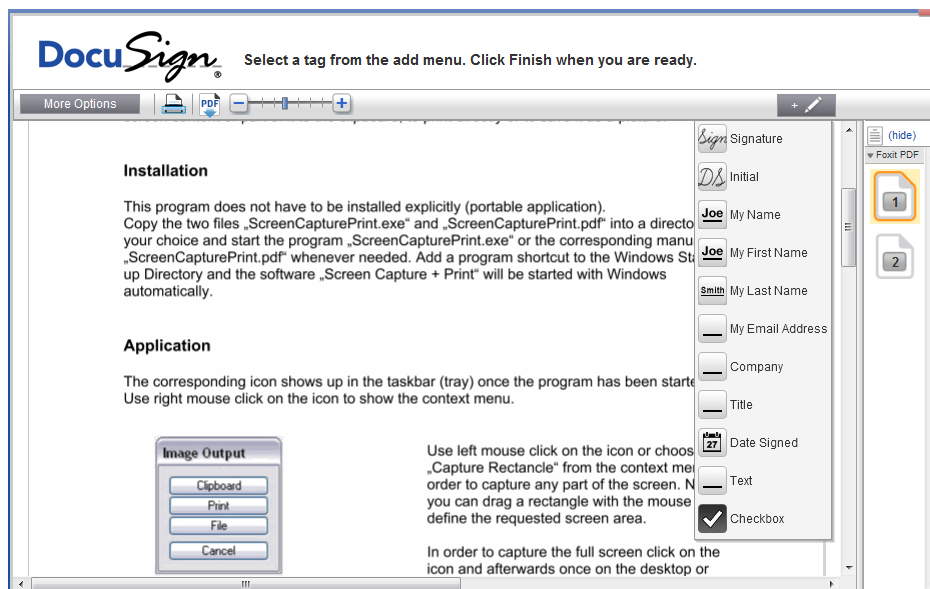 DocuSign®
Select a tag from the add menu. Click Finish when you are ready.
More Options
PDF
Installation
This program does not have to be installed explicitly (portable application).
Copy the two files „ScreenCapturePrint.exe“ and „ScreenCapturePrint.pdf“ into a directo
your choice and start the program „ScreenCapturePrint.exe“ or the corresponding manu
„ScreenCapturePrint.pdf“ whenever needed. Add a program shortcut to the Windows Sta
up Directory and the software „Screen Capture + Print“ will be started with Windows
automatically.
Application
The corresponding icon shows up in the taskbar (tray) once the program has been starte
Use right mouse click on the icon to show the context menu.
Image Output
Clipboard
Print
File
Cancel
Use left mouse click on the icon or choos
„Capture Rectancle“ from the context me
order to capture any part of the screen. N
you can drag a rectangle with the mouse
define the requested screen area.
In order to capture the full screen click on the
icon and afterwards once on the desktop or
Sign Signature
DS Initial
Joe My Name
Joe My First Name
Smith My Last Name
My Email Address
Company
Title
27 Date Signed
Text
Checkbox
(hide)
Foxit PDF
1
2